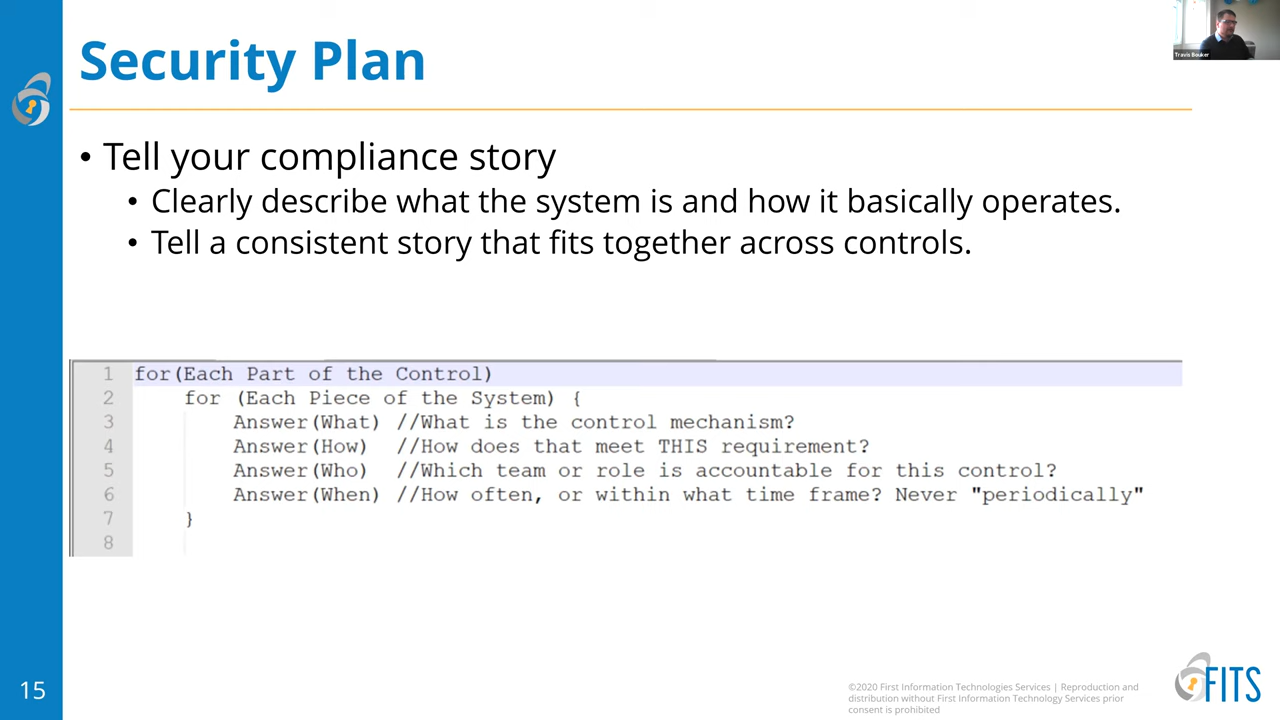 Security Plan
Travis Bouker
• Tell your compliance story
• Clearly describe what the system is and how it basically operates.
• Tell a consistent story that fits together across controls.
1 for(Each Part of the Control)
2 for (Each Piece of the System) {
3 Answer(What) //What is the control mechanism?
4 Answer(How) //How does that meet THIS requirement?
5 Answer(Who) //Which team or role is accountable for this control?
6 Answer(When) //How often, or within what time frame? Never "periodically"
7 }
8
15
©2020 First Information Technologies Services | Reproduction and
distribution without First Information Technology Services prior
consent is prohibited
FITS